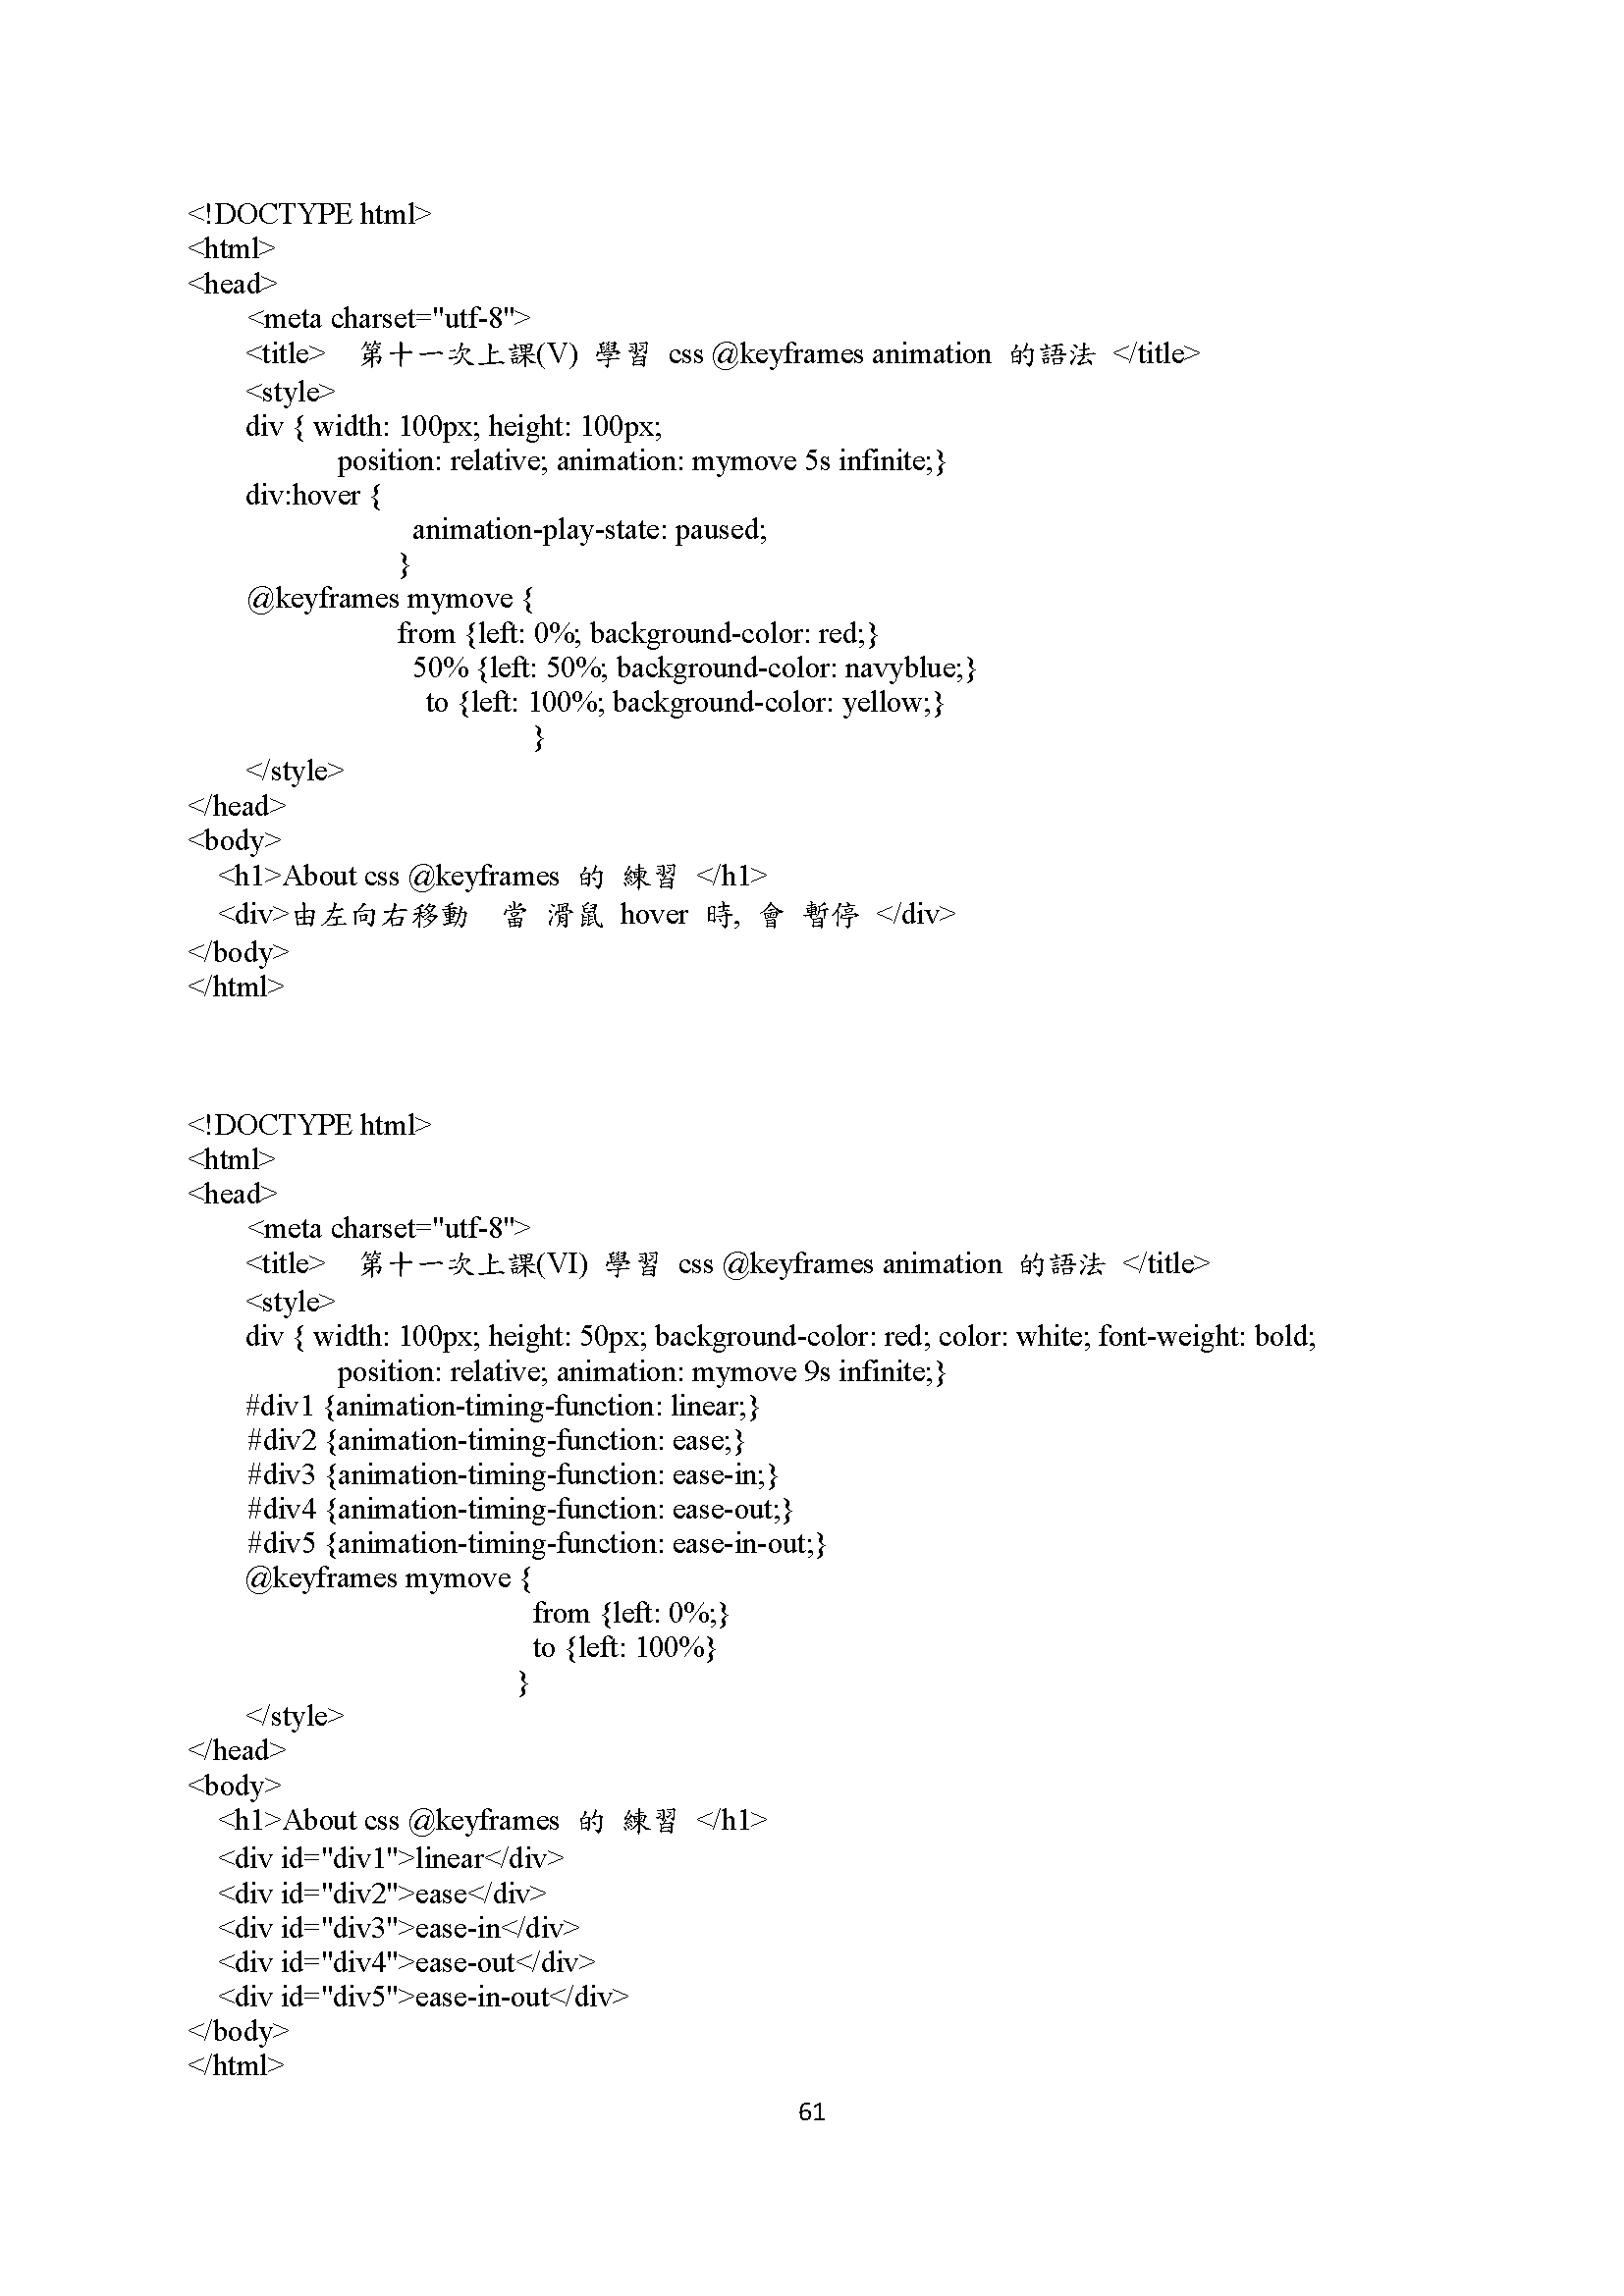 <!DOCTYPE html>
<html>
<head>
<meta charset="utf-8">
<title> 第十一次上課(V) 學習 css @keyframes animation 的語法 </title>
<style>
div { width: 100px; height: 100px;
position: relative; animation: mymove 5s infinite;}
div:hover {
animation-play-state: paused;
}
@keyframes mymove {
from {left: 0%; background-color: red;}
50% {left: 50%; background-color: navyblue;}
to {left: 100%; background-color: yellow;}
}
</style>
</head>
<body>
<h1>About css @keyframes 的 練習 </h1>
<div>由左向右移動 當 滑鼠 hover 時, 會 暫停 </div>
</body>
</html>
<!DOCTYPE html>
<html>
<head>
<meta charset="utf-8">
<title> 第十一次上課(VI) 學習 css @keyframes animation 的語法 </title>
<style>
div { width: 100px; height: 50px; background-color: red; color: white; font-weight: bold;
position: relative; animation: mymove 9s infinite;}
#div1 {animation-timing-function: linear;}
#div2 {animation-timing-function: ease;}
#div3 {animation-timing-function: ease-in;}
#div4 {animation-timing-function: ease-out;}
#div5 {animation-timing-function: ease-in-out;}
@keyframes mymove {
from {left: 0%;}
to {left: 100%}
}
</style>
</head>
<body>
<h1>About css @keyframes 的 練習 </h1>
<div id="div1">linear</div>
<div id="div2">ease</div>
<div id="div3">ease-in</div>
<div id="div4">ease-out</div>
<div id="div5">ease-in-out</div>
</body>
</html>
61